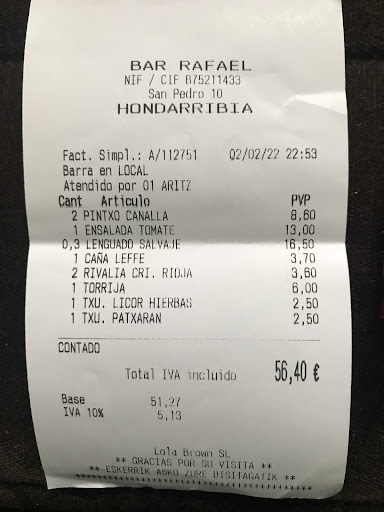 BAR RAFAEL
NIF / CIF B75211433
San Pedro 10
HONDARRIBIA
Fact. Simpl.: A/112751 02/02/22 22:53
Barra en LOCAL
Atendido por 01 ARITZ
Cant Artículo PVP
2 PINTXO CANALLA 8,60
1 ENSALADA TOMATE 13,00
0,3 LENGUADO SALVAJE 16,50
1 CAÑA LEFFE 3,70
2 RIVALIA CRI. RIOJA 3,60
1 TORRIJA 6,00
1 TXU. LICOR HIERBAS 2,50
1 TXU. PATXARAN 2,50
CONTADO
Total IVA incluido 56,40 €
Base 51,27
IVA 10% 5,13
Lola Brown SL
** GRACIAS POR SU VISITA **
** ESKERRIK ASKO ZURE BISITAGATIK **
****************************************